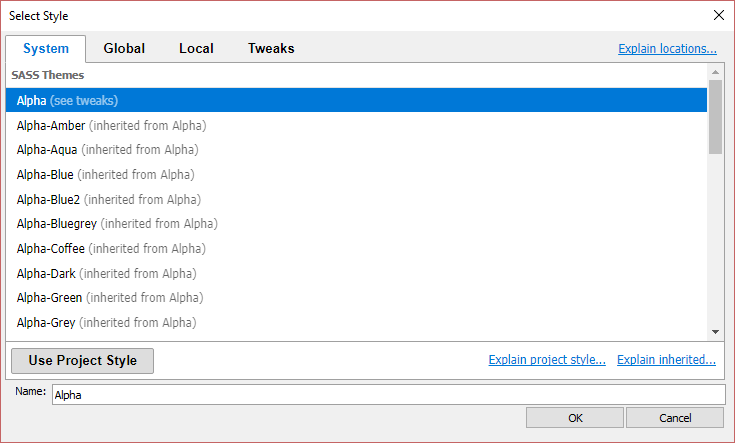 Select Style
System Global Local Tweaks Explain locations...
SASS Themes
Alpha (see tweaks)
Alpha-Amber (inherited from Alpha)
Alpha-Aqua (inherited from Alpha)
Alpha-Blue (inherited from Alpha)
Alpha-Blue2 (inherited from Alpha)
Alpha-Bluegrey (inherited from Alpha)
Alpha-Coffee (inherited from Alpha)
Alpha-Dark (inherited from Alpha)
Alpha-Green (inherited from Alpha)
Alpha-Grey (inherited from Alpha)
Use Project Style Explain project style... Explain inherited...
Name: Alpha
OK Cancel